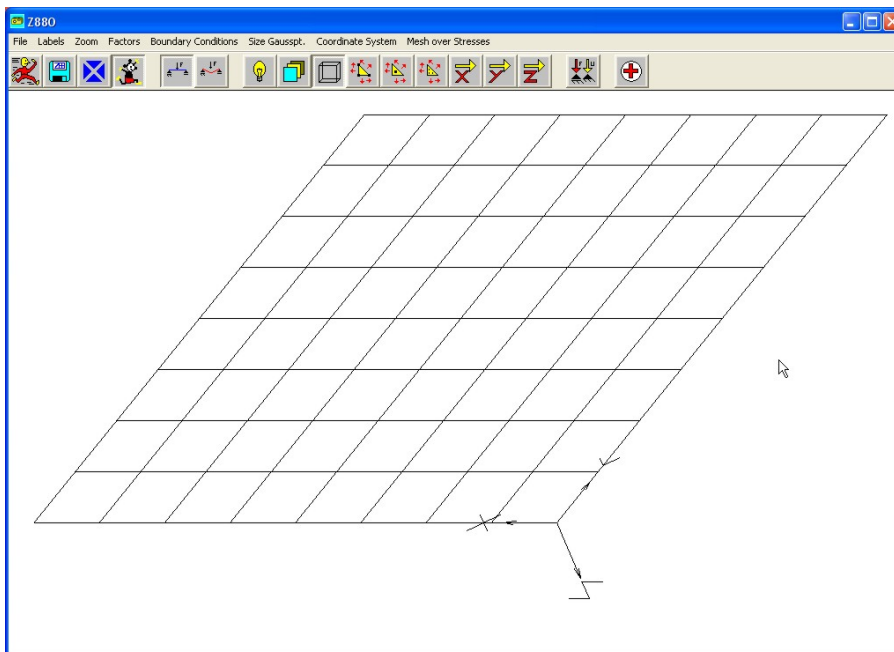 Z88O
File Labels Zoom Factors Boundary Conditions Size Gausspt. Coordinate System Mesh over Stresses
X Y Z
Y
X
Z